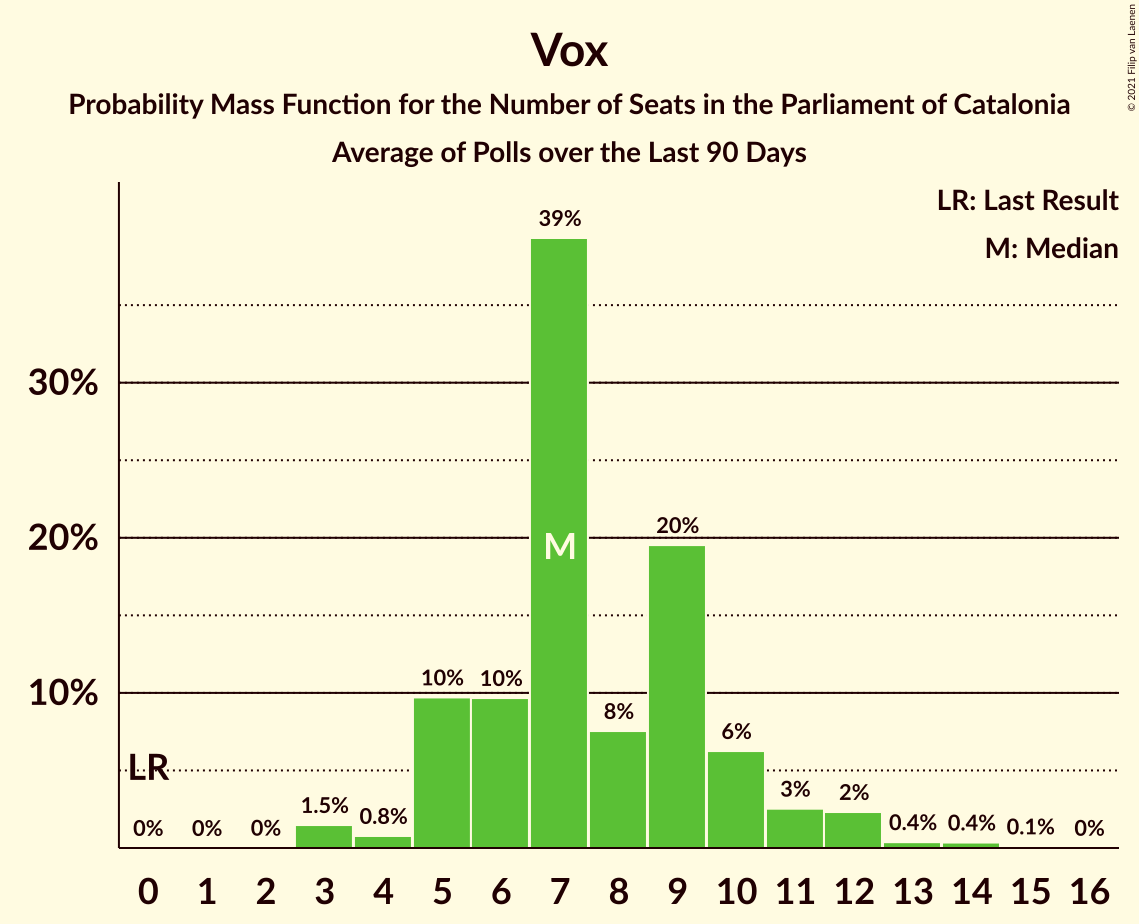 Vox
Probability Mass Function for the Number of Seats in the Parliament of Catalonia
Average of Polls over the Last 90 Days
© 2021 Filip van Laenen
LR: Last Result
M: Median
39%
30%
20%
20%
M
10%
10%
10%
8%
6%
LR
3%
2%
1.5%
0.8%
0.4%
0.4%
0.1%
0%
0%
0%
0%
0 1 2 3 4 5 6 7 8 9 10 11 12 13 14 15 16